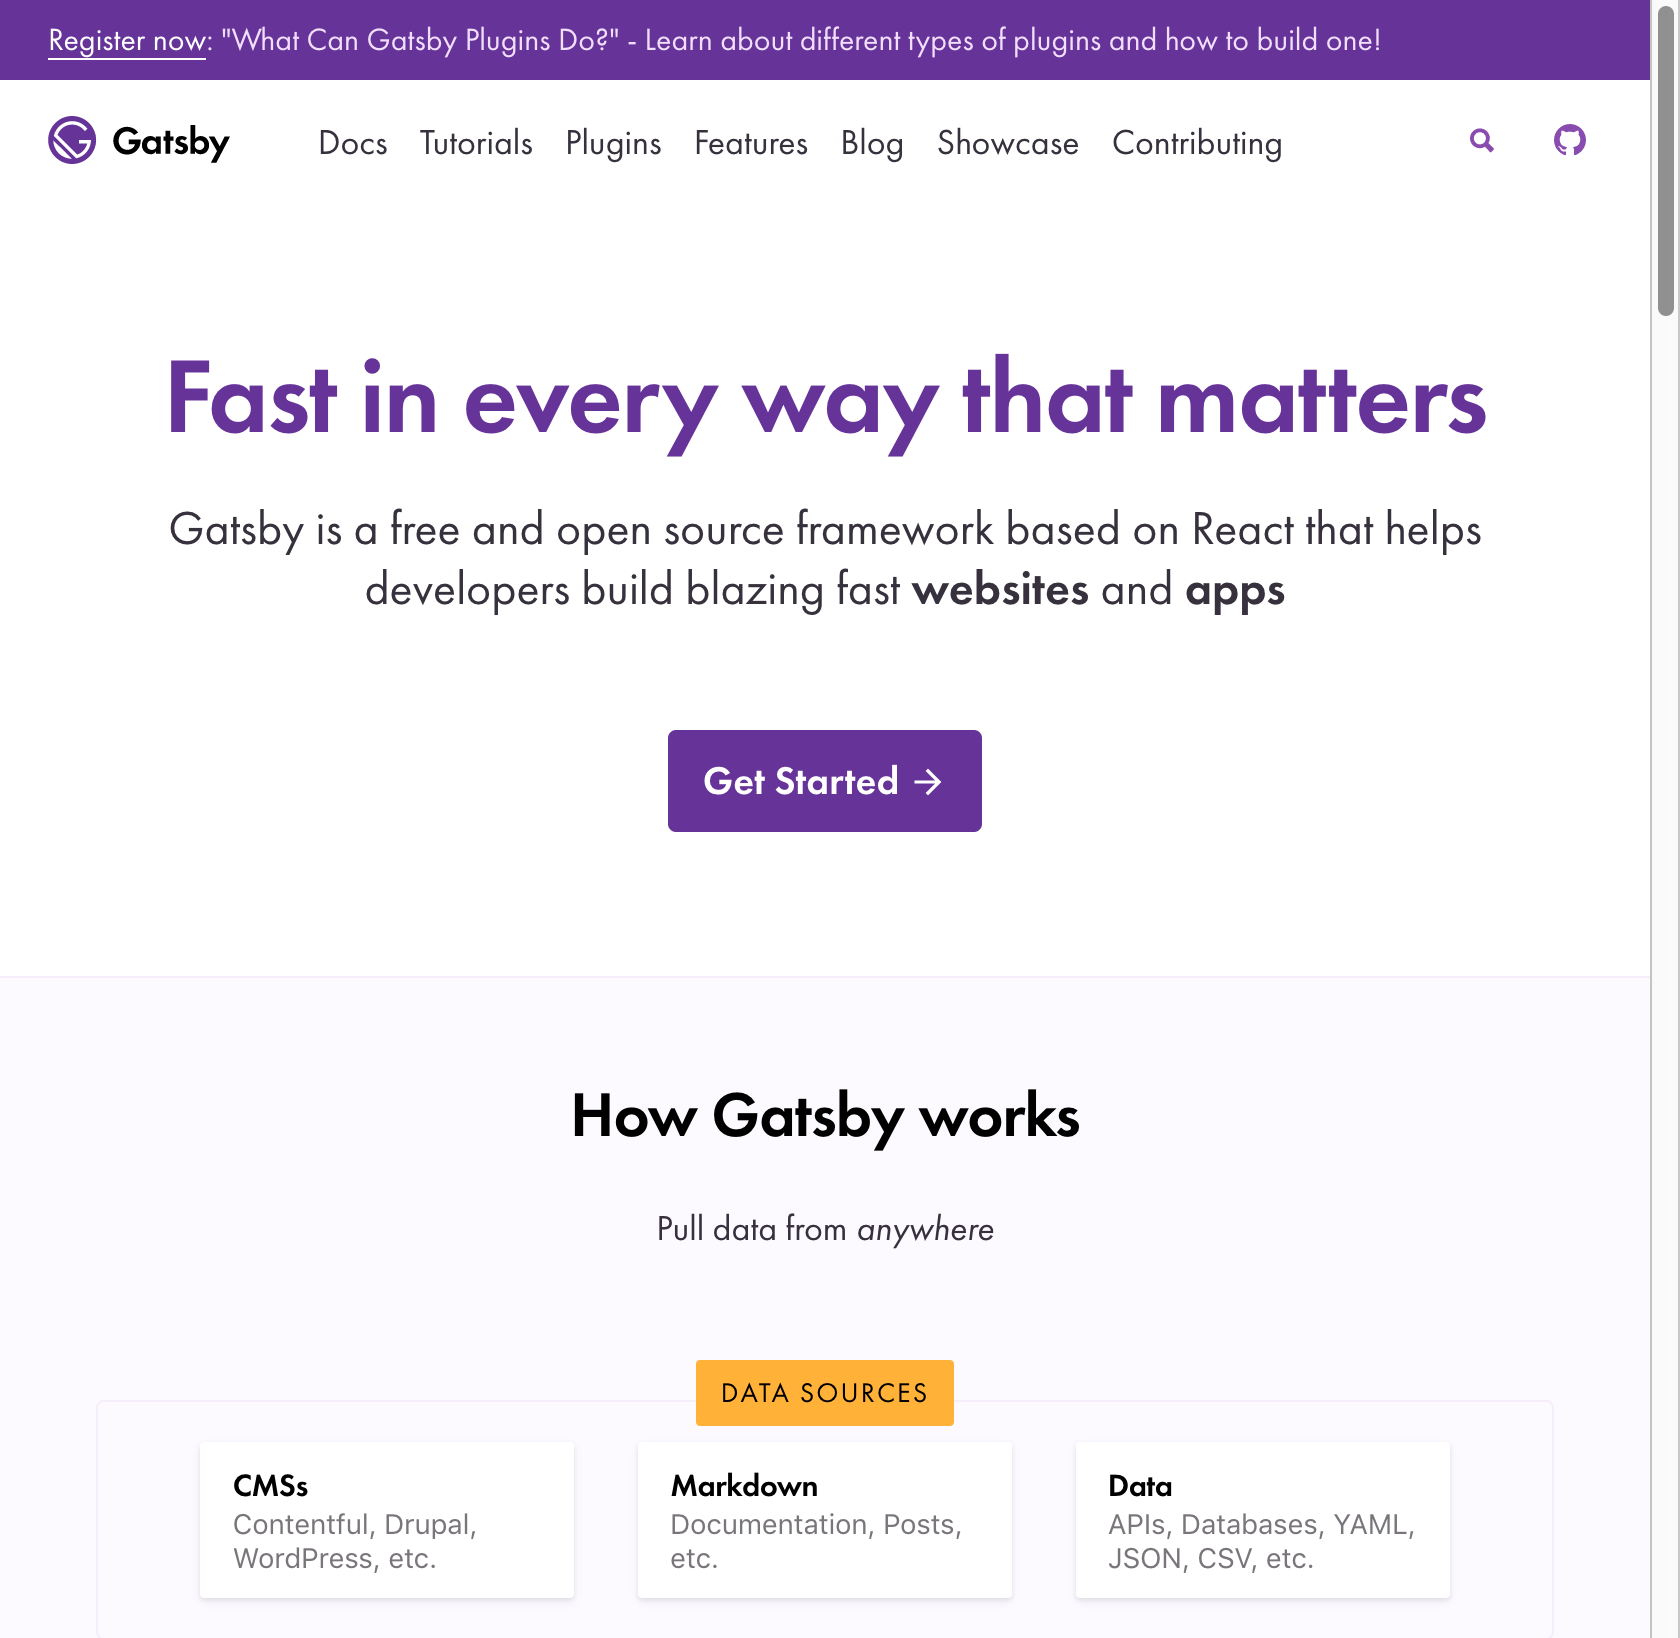 Register now: "What Can Gatsby Plugins Do?" - Learn about different types of plugins and how to build one!
Gatsby Docs Tutorials Plugins Features Blog Showcase Contributing
Fast in every way that matters
Gatsby is a free and open source framework based on React that helps
developers build blazing fast websites and apps
Get Started →
How Gatsby works
Pull data from anywhere
DATA SOURCES
CMSs
Contentful, Drupal,
WordPress, etc.
Markdown
Documentation, Posts,
etc.
Data
APIs, Databases, YAML,
JSON, CSV, etc.